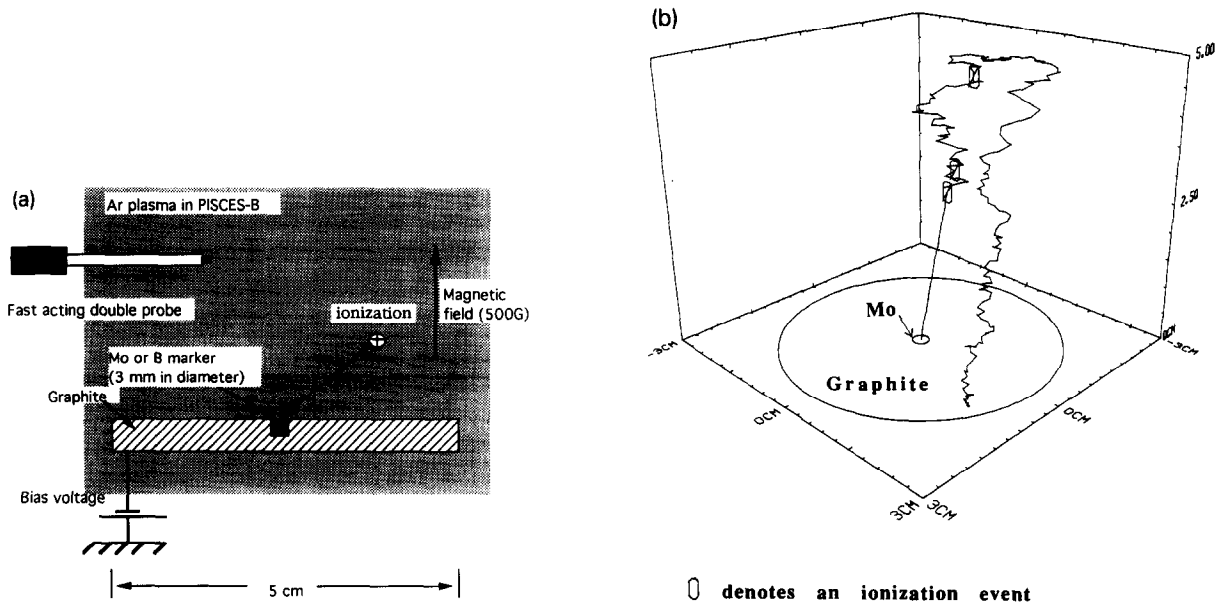 (a)
Ar plasma in PISCES-B
Fast acting double probe
ionization
Magnetic
field (500G)
Mo or B marker
(3 mm in diameter)
Graphite
Bias voltage
5 cm
(b)
5.00
2.50
0CM
-3CM
-3CM
Mo
Graphite
0CM
0CM
3CM
3CM
denotes an ionization event